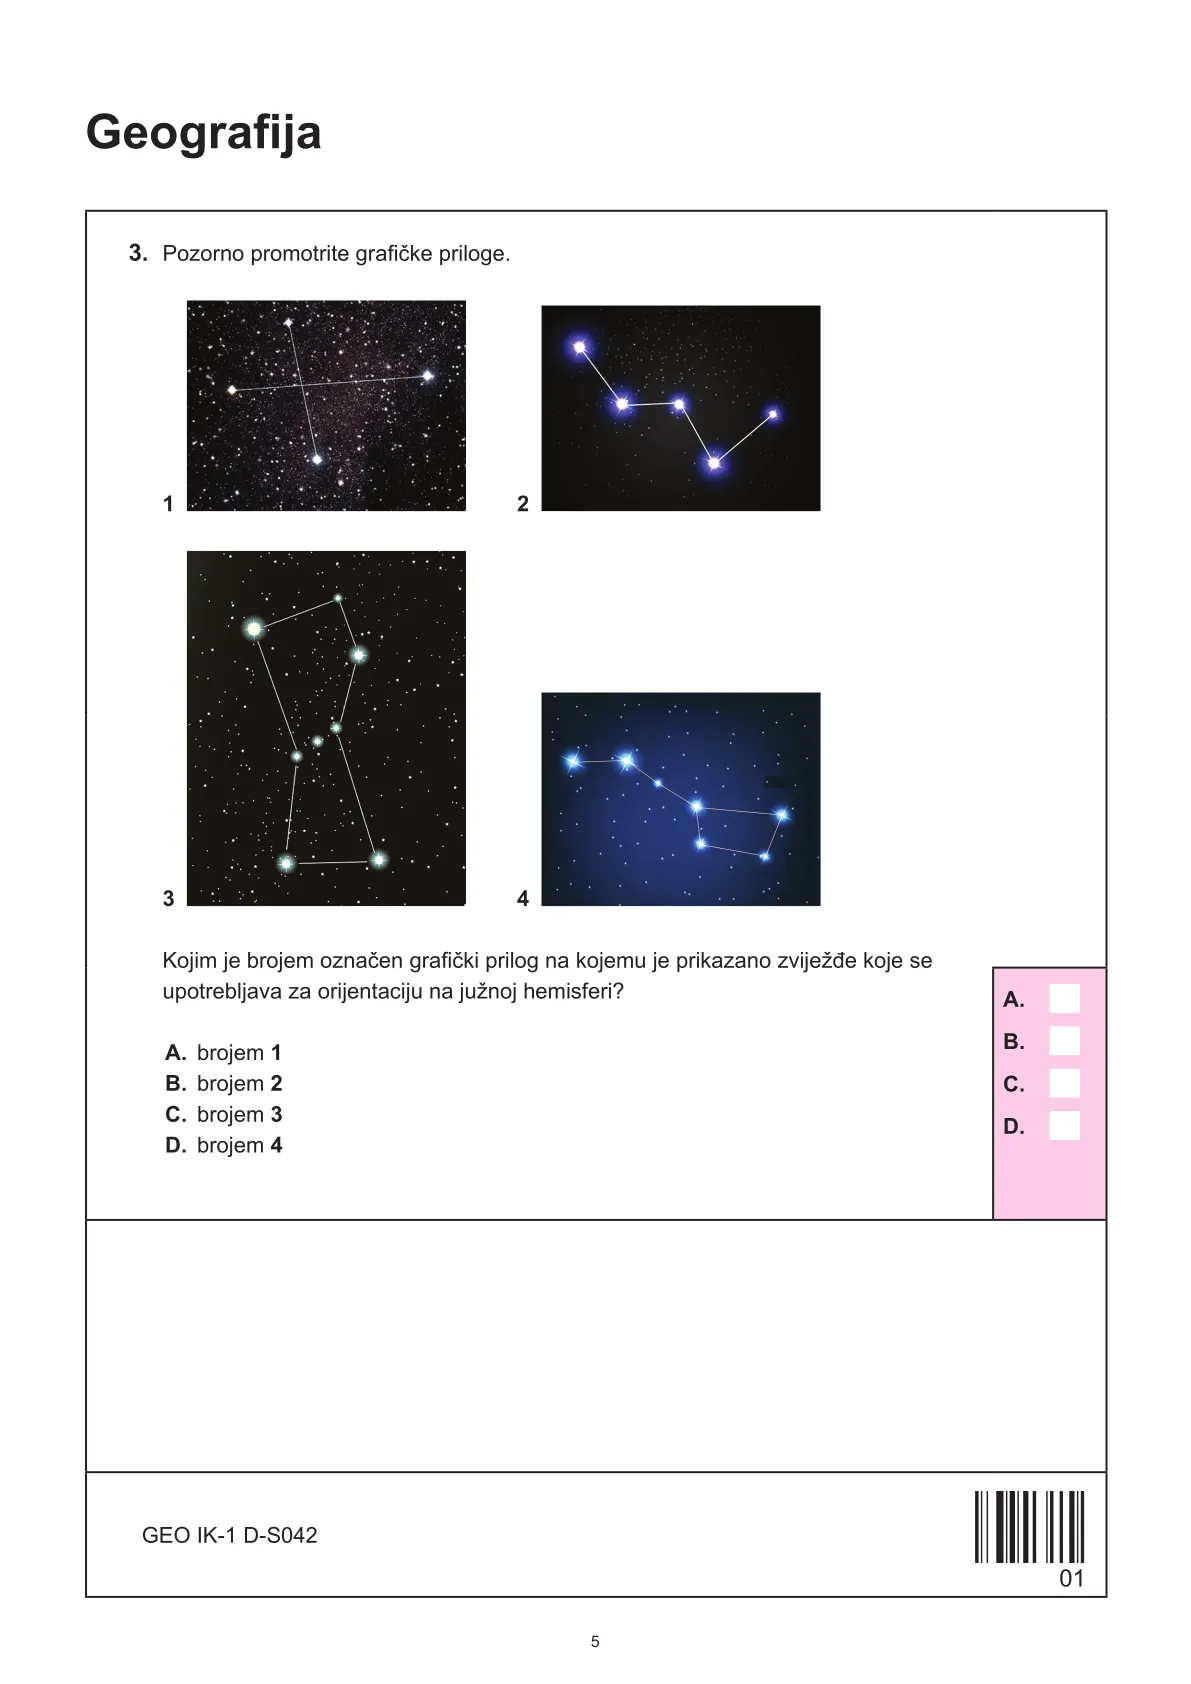 Geografija
3. Pozorno promotrite grafičke priloge.
1
2
3
4
Kojim je brojem označen grafički prilog na kojemu je prikazano zviježđe koje se
upotrebljava za orijentaciju na južnoj hemisferi?
A. brojem 1
B. brojem 2
C. brojem 3
D. brojem 4
A.
B.
C.
D.
GEO IK-1 D-S042
01
5